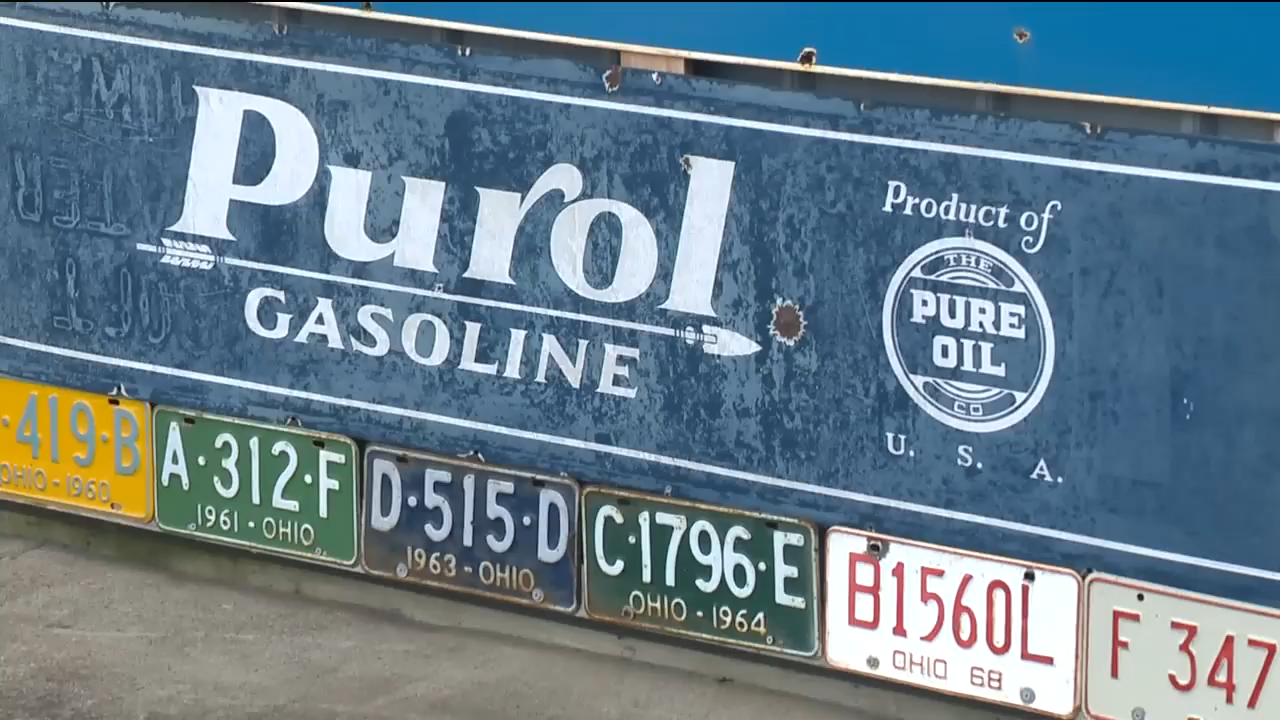 Purol
GASOLINE
Product of
THE
PURE
OIL
CO
U. S. A.
·419·B
OHIO - 1960
A·312·F
1961 - OHIO
D·515·D
1963 - OHIO
C·1796·E
OHIO - 1964
B1560L
OHIO 68
F 347